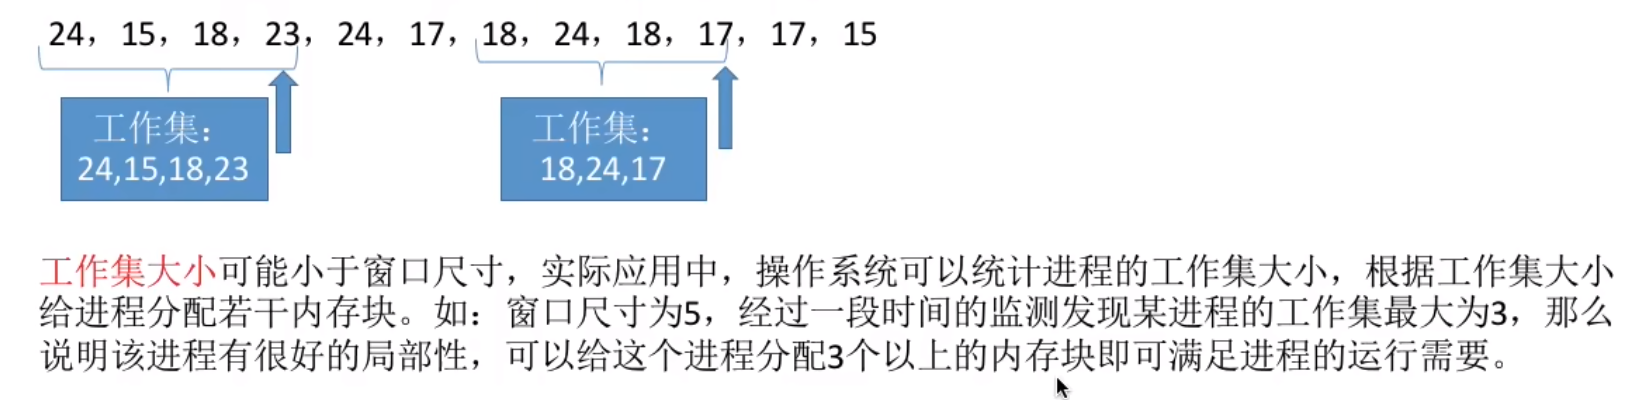 24，15，18，23，24，17，18，24，18，17，17，15
工作集：
24,15,18,23
工作集：
18,24,17
工作集大小可能小于窗口尺寸，实际应用中，操作系统可以统计进程的工作集大小，根据工作集大小
给进程分配若干内存块。如：窗口尺寸为5，经过一段时间的监测发现某进程的工作集最大为3，那么
说明该进程有很好的局部性，可以给这个进程分配3个以上的内存块即可满足进程的运行需要。